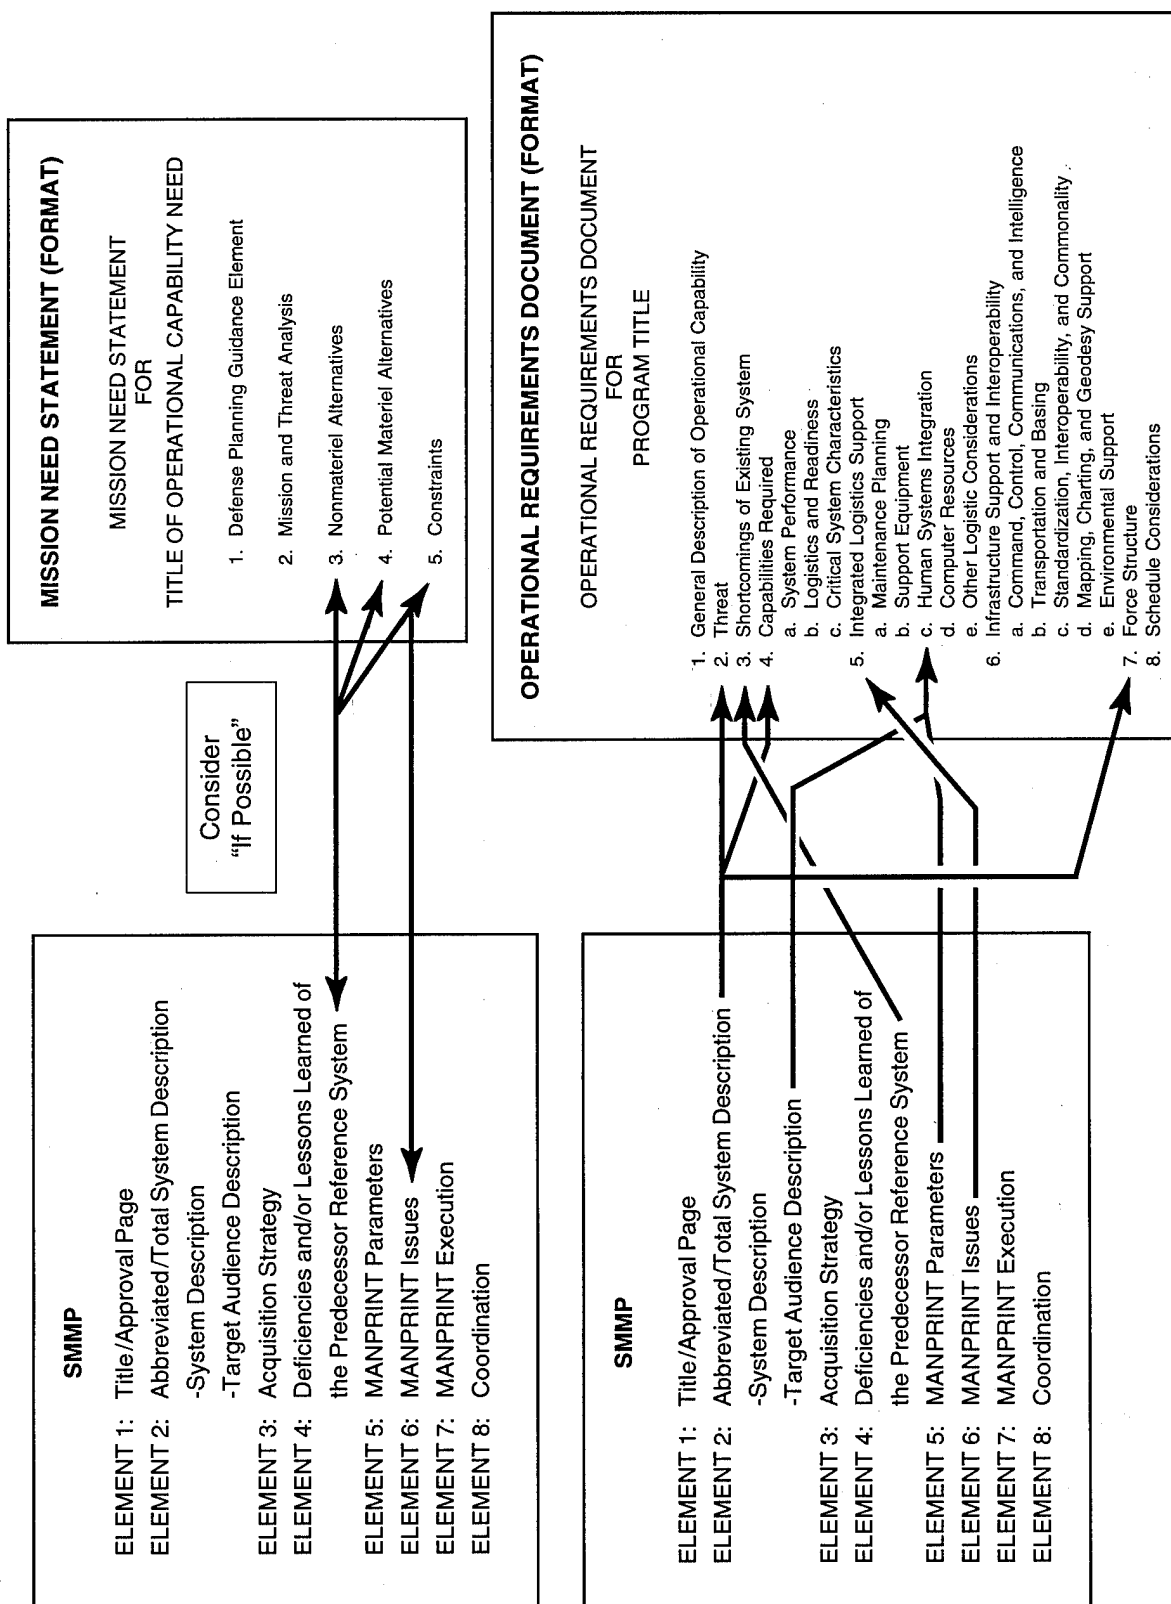 SMMP
ELEMENT 1: Title/Approval Page
ELEMENT 2: Abbreviated/Total System Description
-System Description
-Target Audience Description
ELEMENT 3: Acquisition Strategy
ELEMENT 4: Deficiencies and/or Lessons Learned of
the Predecessor Reference System
ELEMENT 5: MANPRINT Parameters
ELEMENT 6: MANPRINT Issues
ELEMENT 7: MANPRINT Execution
ELEMENT 8: Coordination
Consider
"If Possible"
MISSION NEED STATEMENT (FORMAT)
MISSION NEED STATEMENT
FOR
TITLE OF OPERATIONAL CAPABILITY NEED
1. Defense Planning Guidance Element
2. Mission and Threat Analysis
3. Nonmateriel Alternatives
4. Potential Materiel Alternatives
5. Constraints
SMMP
ELEMENT 1: Title/Approval Page
ELEMENT 2: Abbreviated/Total System Description
-System Description
-Target Audience Description
ELEMENT 3: Acquisition Strategy
ELEMENT 4: Deficiencies and/or Lessons Learned of
the Predecessor Reference System
ELEMENT 5: MANPRINT Parameters
ELEMENT 6: MANPRINT Issues
ELEMENT 7: MANPRINT Execution
ELEMENT 8: Coordination
OPERATIONAL REQUIREMENTS DOCUMENT (FORMAT)
OPERATIONAL REQUIREMENTS DOCUMENT
FOR
PROGRAM TITLE
1. General Description of Operational Capability
2. Threat
3. Shortcomings of Existing System
4. Capabilities Required
a. System Performance
b. Logistics and Readiness
c. Critical System Characteristics
5. Integrated Logistics Support
a. Maintenance Planning
b. Support Equipment
c. Human Systems Integration
d. Computer Resources
e. Other Logistic Considerations
6. Infrastructure Support and Interoperability
a. Command, Control, Communications, and Intelligence
b. Transportation and Basing
c. Standardization, Interoperability, and Commonality
d. Mapping, Charting, and Geodesy Support
e. Environmental Support
7. Force Structure
8. Schedule Considerations